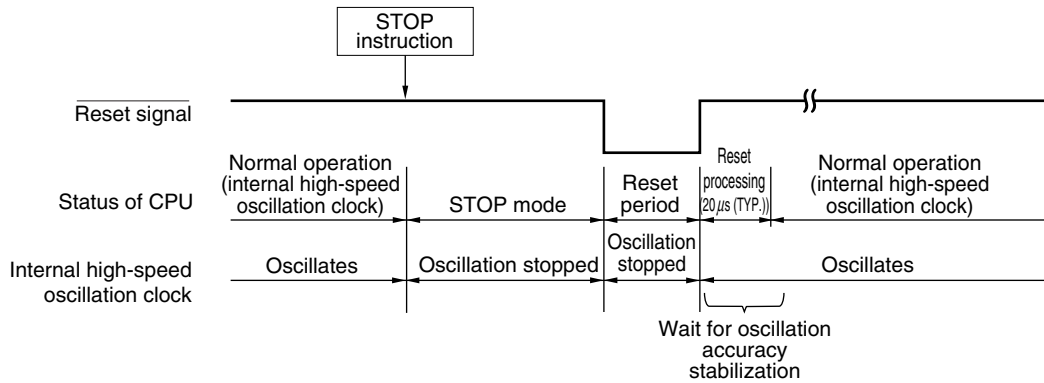 STOP
instruction
Reset signal
Status of CPU
Normal operation
(internal high-speed
oscillation clock)
STOP mode
Reset
period
Reset
processing
(20 μs (TYP.))
Normal operation
(internal high-speed
oscillation clock)
Internal high-speed
oscillation clock
Oscillates
Oscillation stopped
Oscillation
stopped
Oscillates
Wait for oscillation
accuracy
stabilization